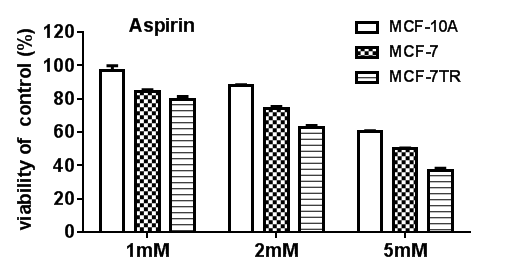 Aspirin
MCF-10A
MCF-7
MCF-7TR
viability of control (%)
120
100
80
60
40
20
0
1mM
2mM
5mM